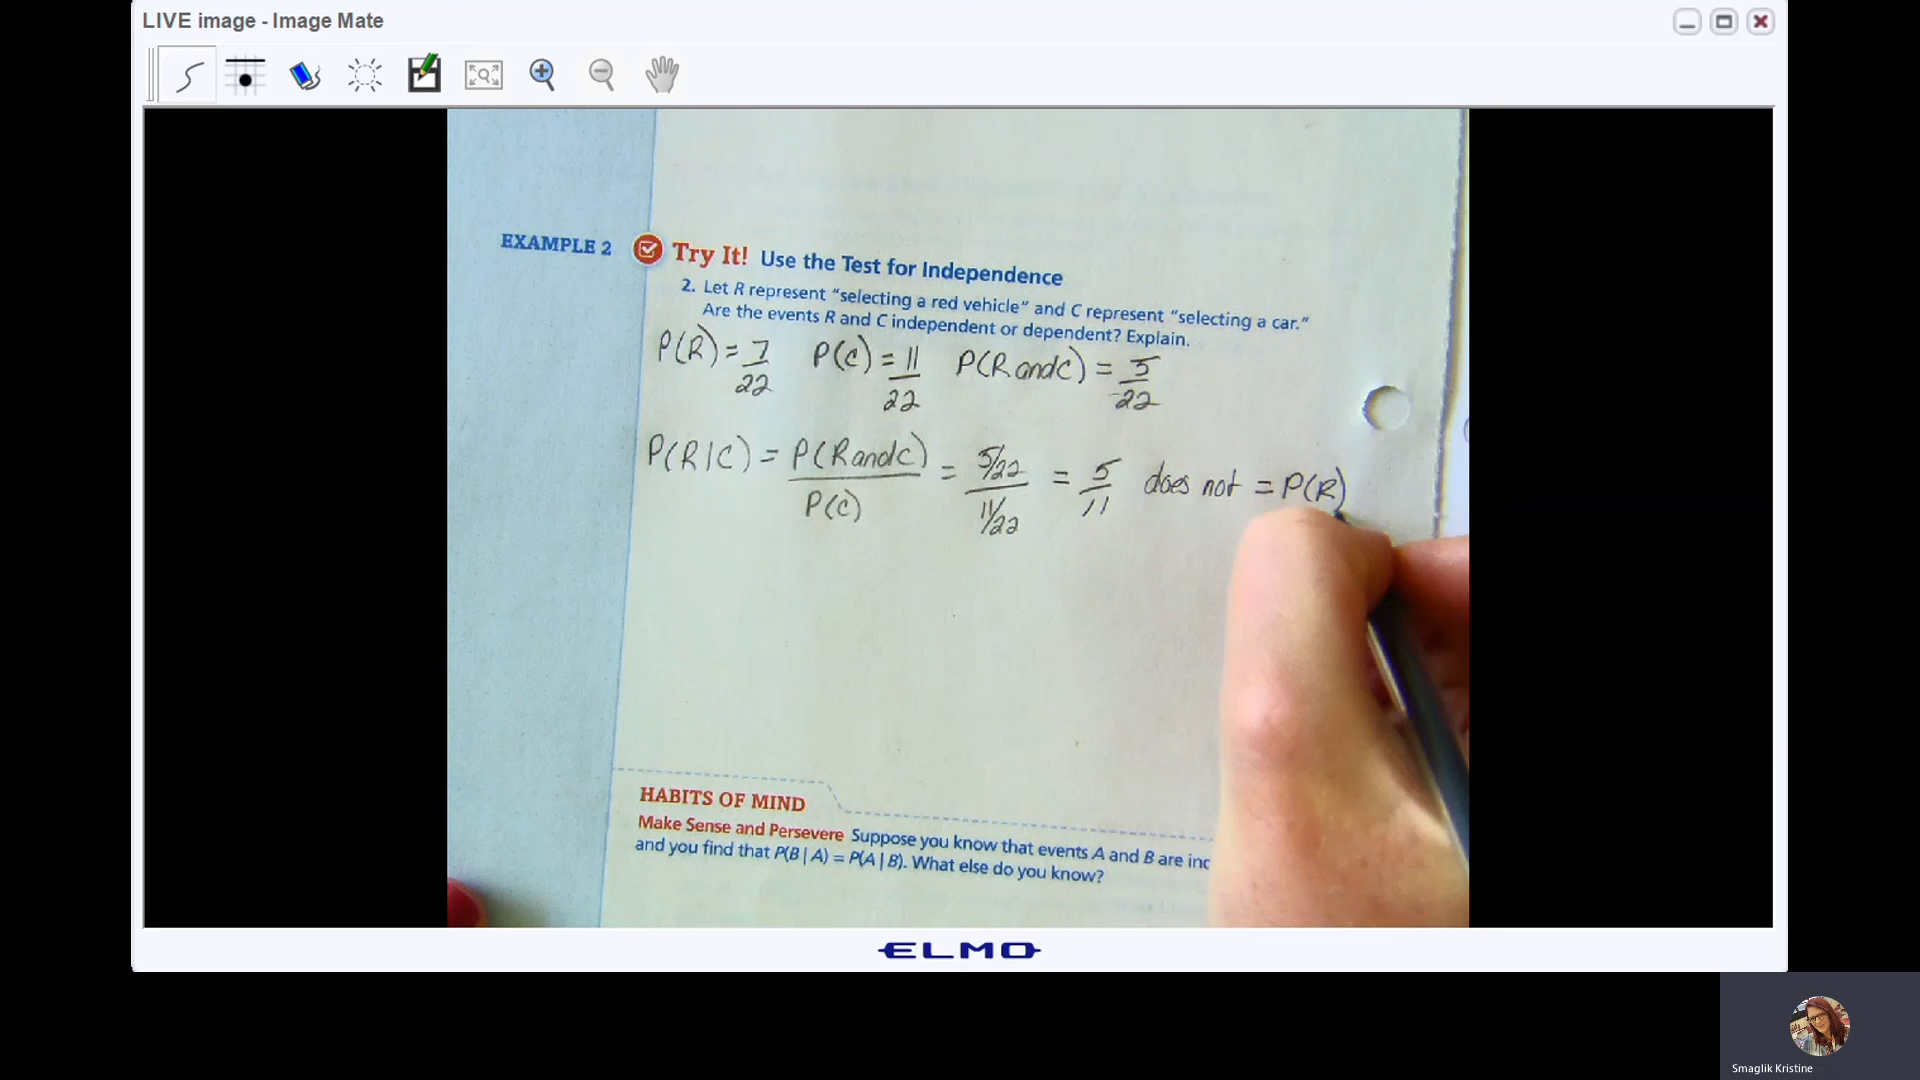 LIVE image - Image Mate
EXAMPLE 2 Try It! Use the Test for Independence
2. Let R represent “selecting a red vehicle” and C represent “selecting a car.”
Are the events R and C independent or dependent? Explain.
P(R) = 7/22 P(C) = 11/22 P(R and C) = 5/22
P(R|C) = P(R and C)/P(C) = 5/22/11/22 = 5/11 does not = P(R)
HABITS OF MIND
Make Sense and Persevere Suppose you know that events A and B are inc
and you find that P(B | A) = P(A | B). What else do you know?
ELMO
Smaglik Kristine